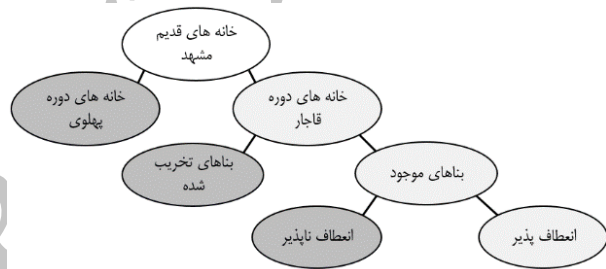 خانه های قدیم
مشهد
خانه های دوره
قاجار
خانه های دوره
پهلوی
بناهای تخریب
شده
بناهای موجود
انعطاف پذیر
انعطاف ناپذیر